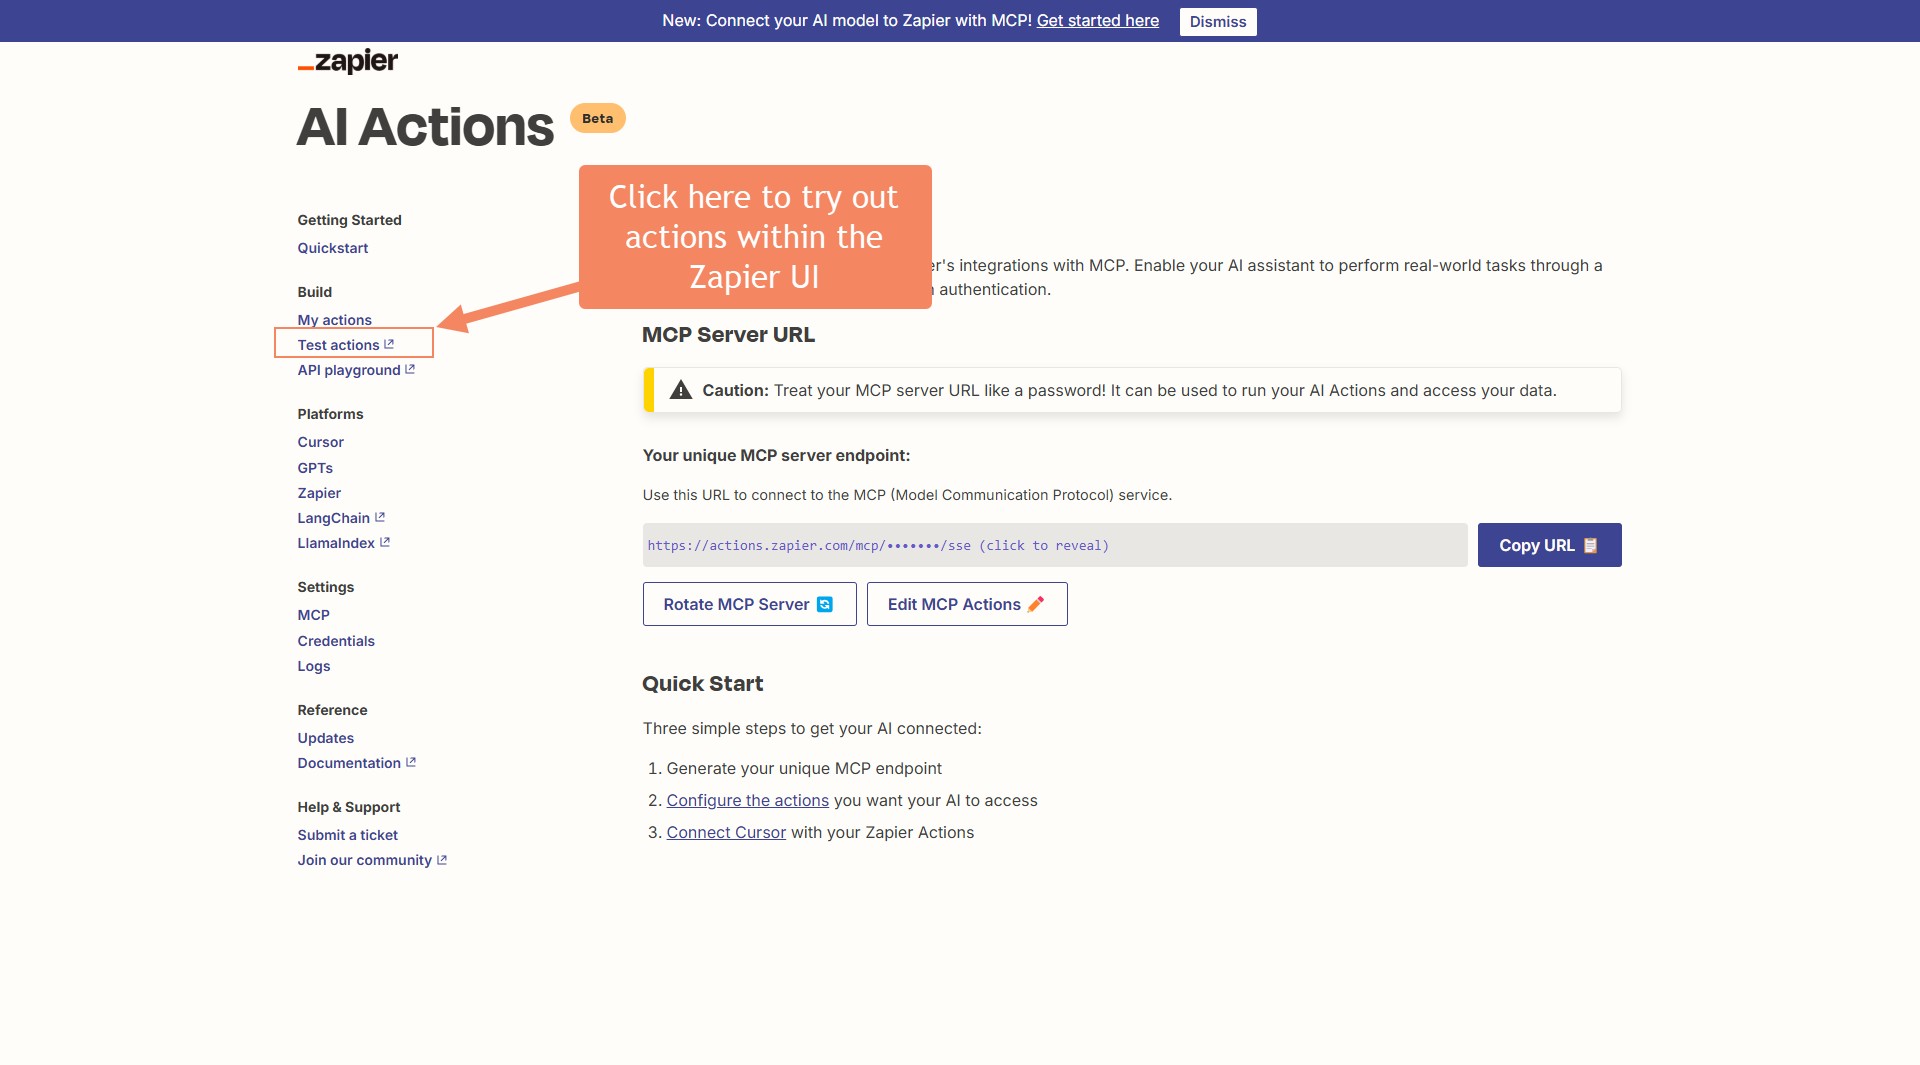 New: Connect your AI model to Zapier with MCP! Get started here
Dismiss
zapier
AI Actions
Beta
Click here to try out
actions within the
Zapier UI
Getting Started
Quickstart
Build
My actions
Test actions
API playground
Platforms
Cursor
GPTs
Zapier
LangChain
LlamaIndex
Settings
MCP
Credentials
Logs
Reference
Updates
Documentation
Help & Support
Submit a ticket
Join our community
's integrations with MCP. Enable your AI assistant to perform real-world tasks through a
authentication.
MCP Server URL
Caution: Treat your MCP server URL like a password! It can be used to run your AI Actions and access your data.
Your unique MCP server endpoint:
Use this URL to connect to the MCP (Model Communication Protocol) service.
https://actions.zapier.com/mcp/•••••••/sse (click to reveal)
Copy URL
Rotate MCP Server
Edit MCP Actions
Quick Start
Three simple steps to get your AI connected:
1. Generate your unique MCP endpoint
2. Configure the actions you want your AI to access
3. Connect Cursor with your Zapier Actions